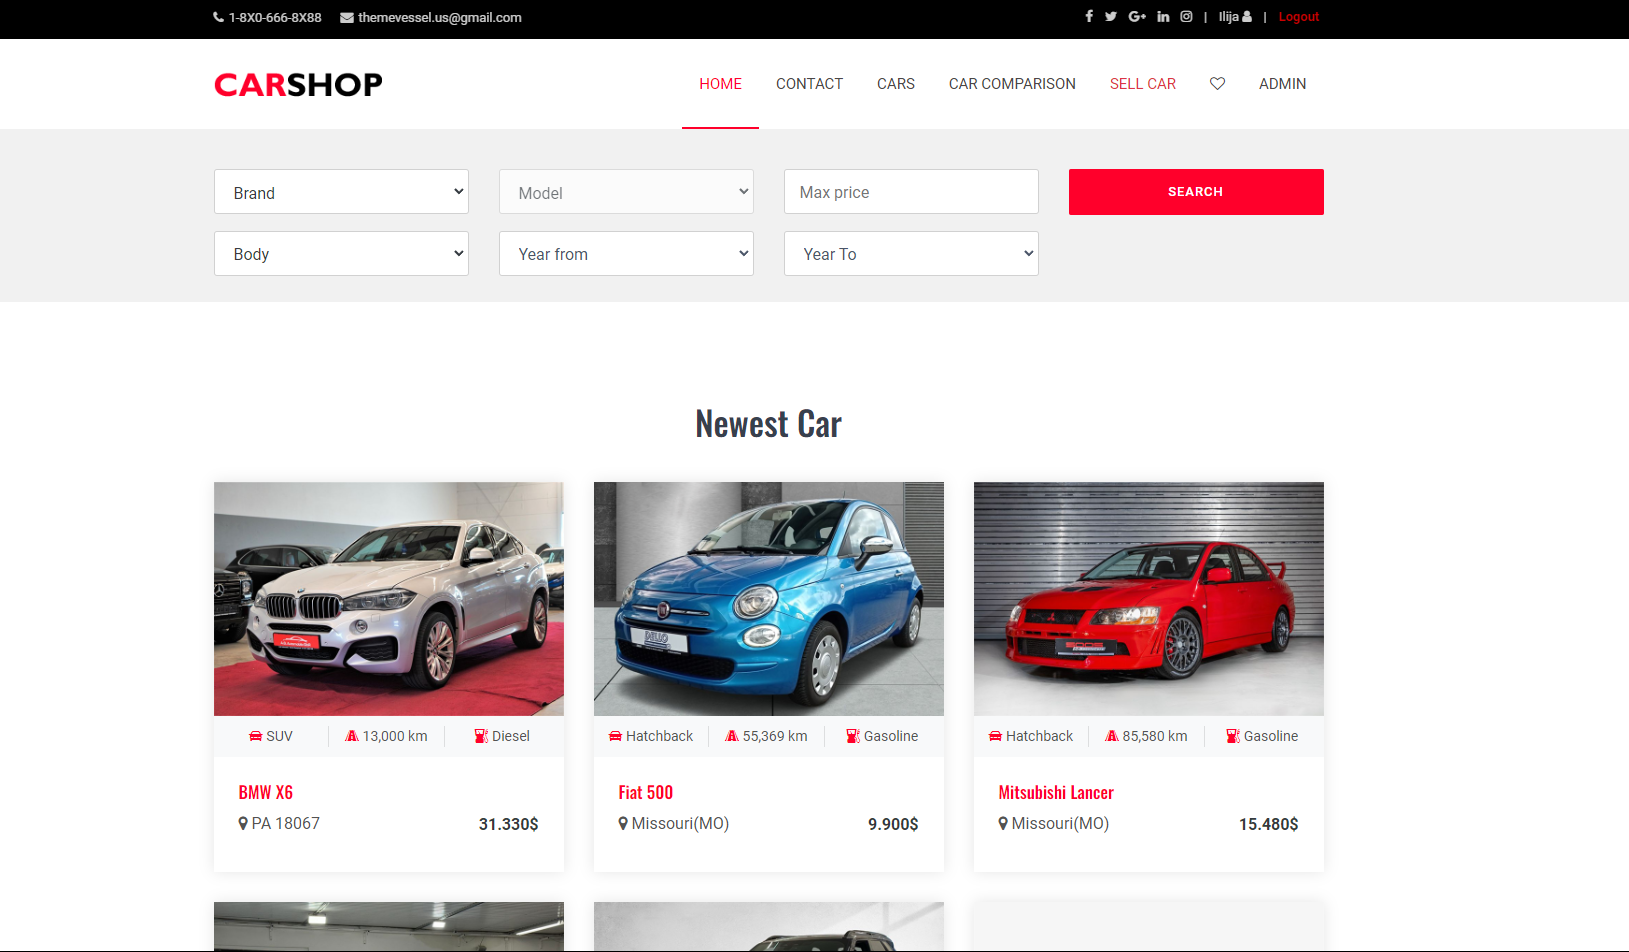 1-8X0-666-8X88 themevessel.us@gmail.com | Ilija | Logout
CARSHOP
HOME CONTACT CARS CAR COMPARISON SELL CAR ADMIN
Brand Model Max price SEARCH
Body Year from Year To
Newest Car
SUV 13,000 km Diesel
Hatchback 55,369 km Gasoline
Hatchback 85,580 km Gasoline
BMW X6
PA 18067 31.330$
Fiat 500
Missouri(MO) 9.900$
Mitsubishi Lancer
Missouri(MO) 15.480$